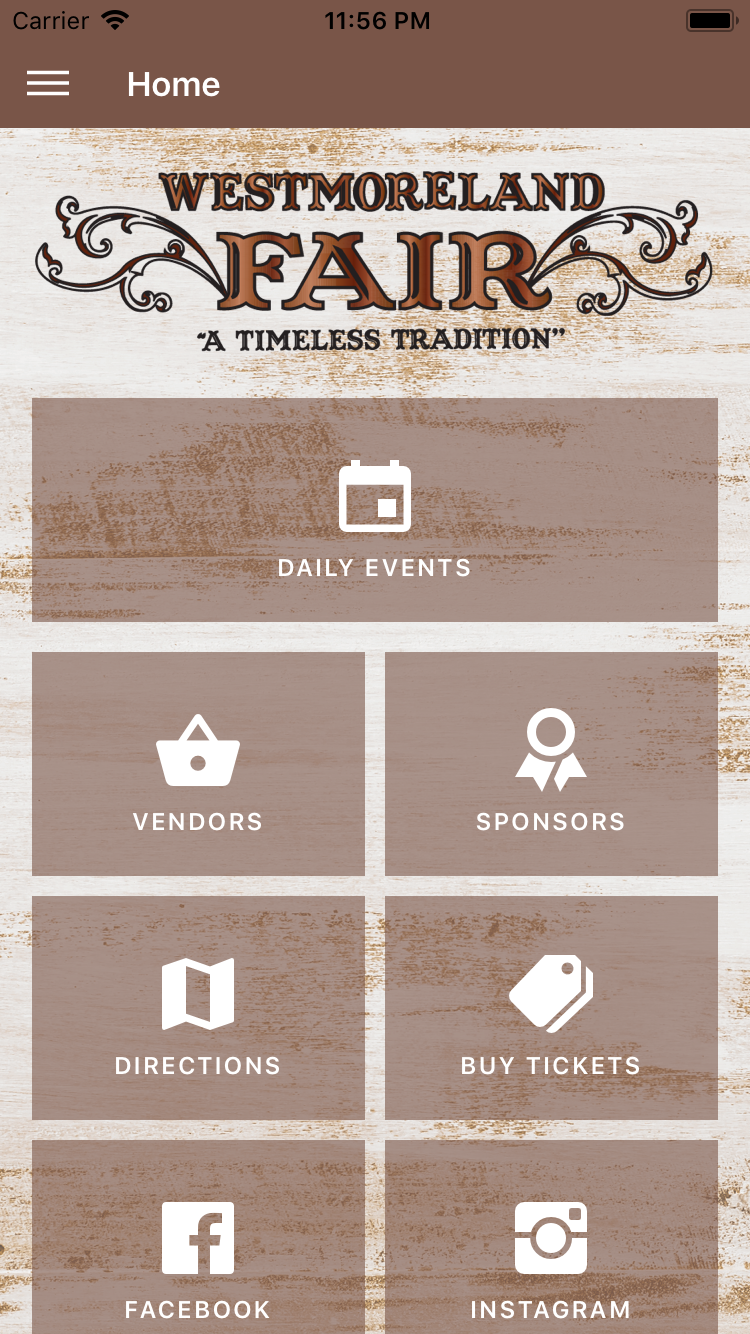 Carrier 11:56 PM
Home
WESTMORELAND
FAIR
"A TIMELESS TRADITION"
DAILY EVENTS
VENDORS SPONSORS
DIRECTIONS BUY TICKETS
FACEBOOK INSTAGRAM